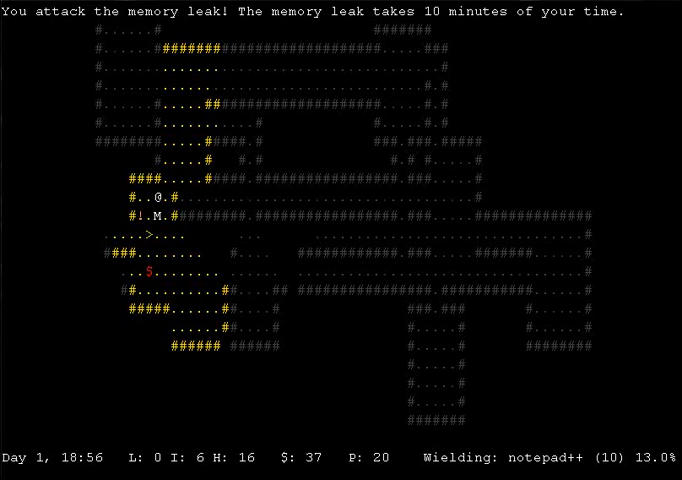 You attack the memory leak! The memory leak takes 10 minutes of your time.
Day 1, 18:56 L: 0 I: 6 H: 16 $: 37 P: 20 Wielding: notepad++ (10) 13.0%